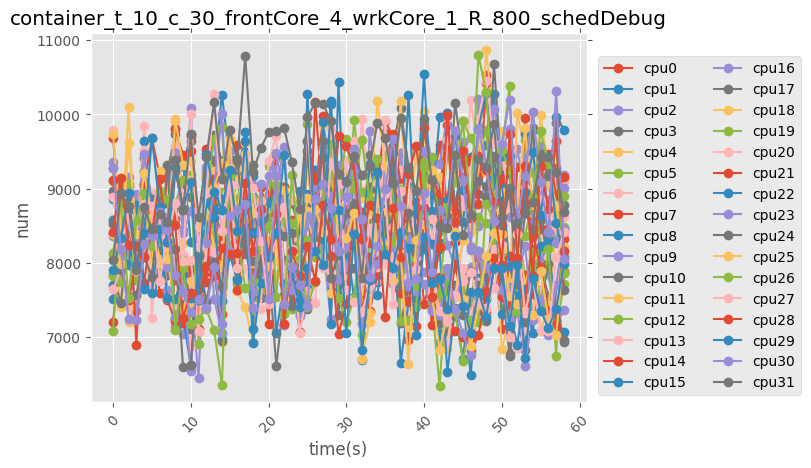 container_t_10_c_30_frontCore_4_wrkCore_1_R_800_schedDebug
11000
10000
9000
8000
7000
num
0
10
20
30
40
50
60
time(s)
cpu0
cpu1
cpu2
cpu3
cpu4
cpu5
cpu6
cpu7
cpu8
cpu9
cpu10
cpu11
cpu12
cpu13
cpu14
cpu15
cpu16
cpu17
cpu18
cpu19
cpu20
cpu21
cpu22
cpu23
cpu24
cpu25
cpu26
cpu27
cpu28
cpu29
cpu30
cpu31